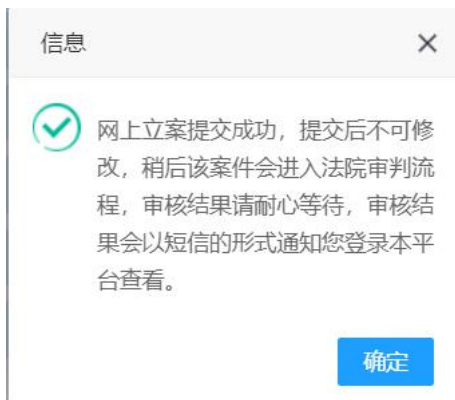 信息
网上立案提交成功，提交后不可修
改，稍后该案件会进入法院审判流
程，审核结果请耐心等待，审核结
果会以短信的形式通知您登录本平
台查看。
确定